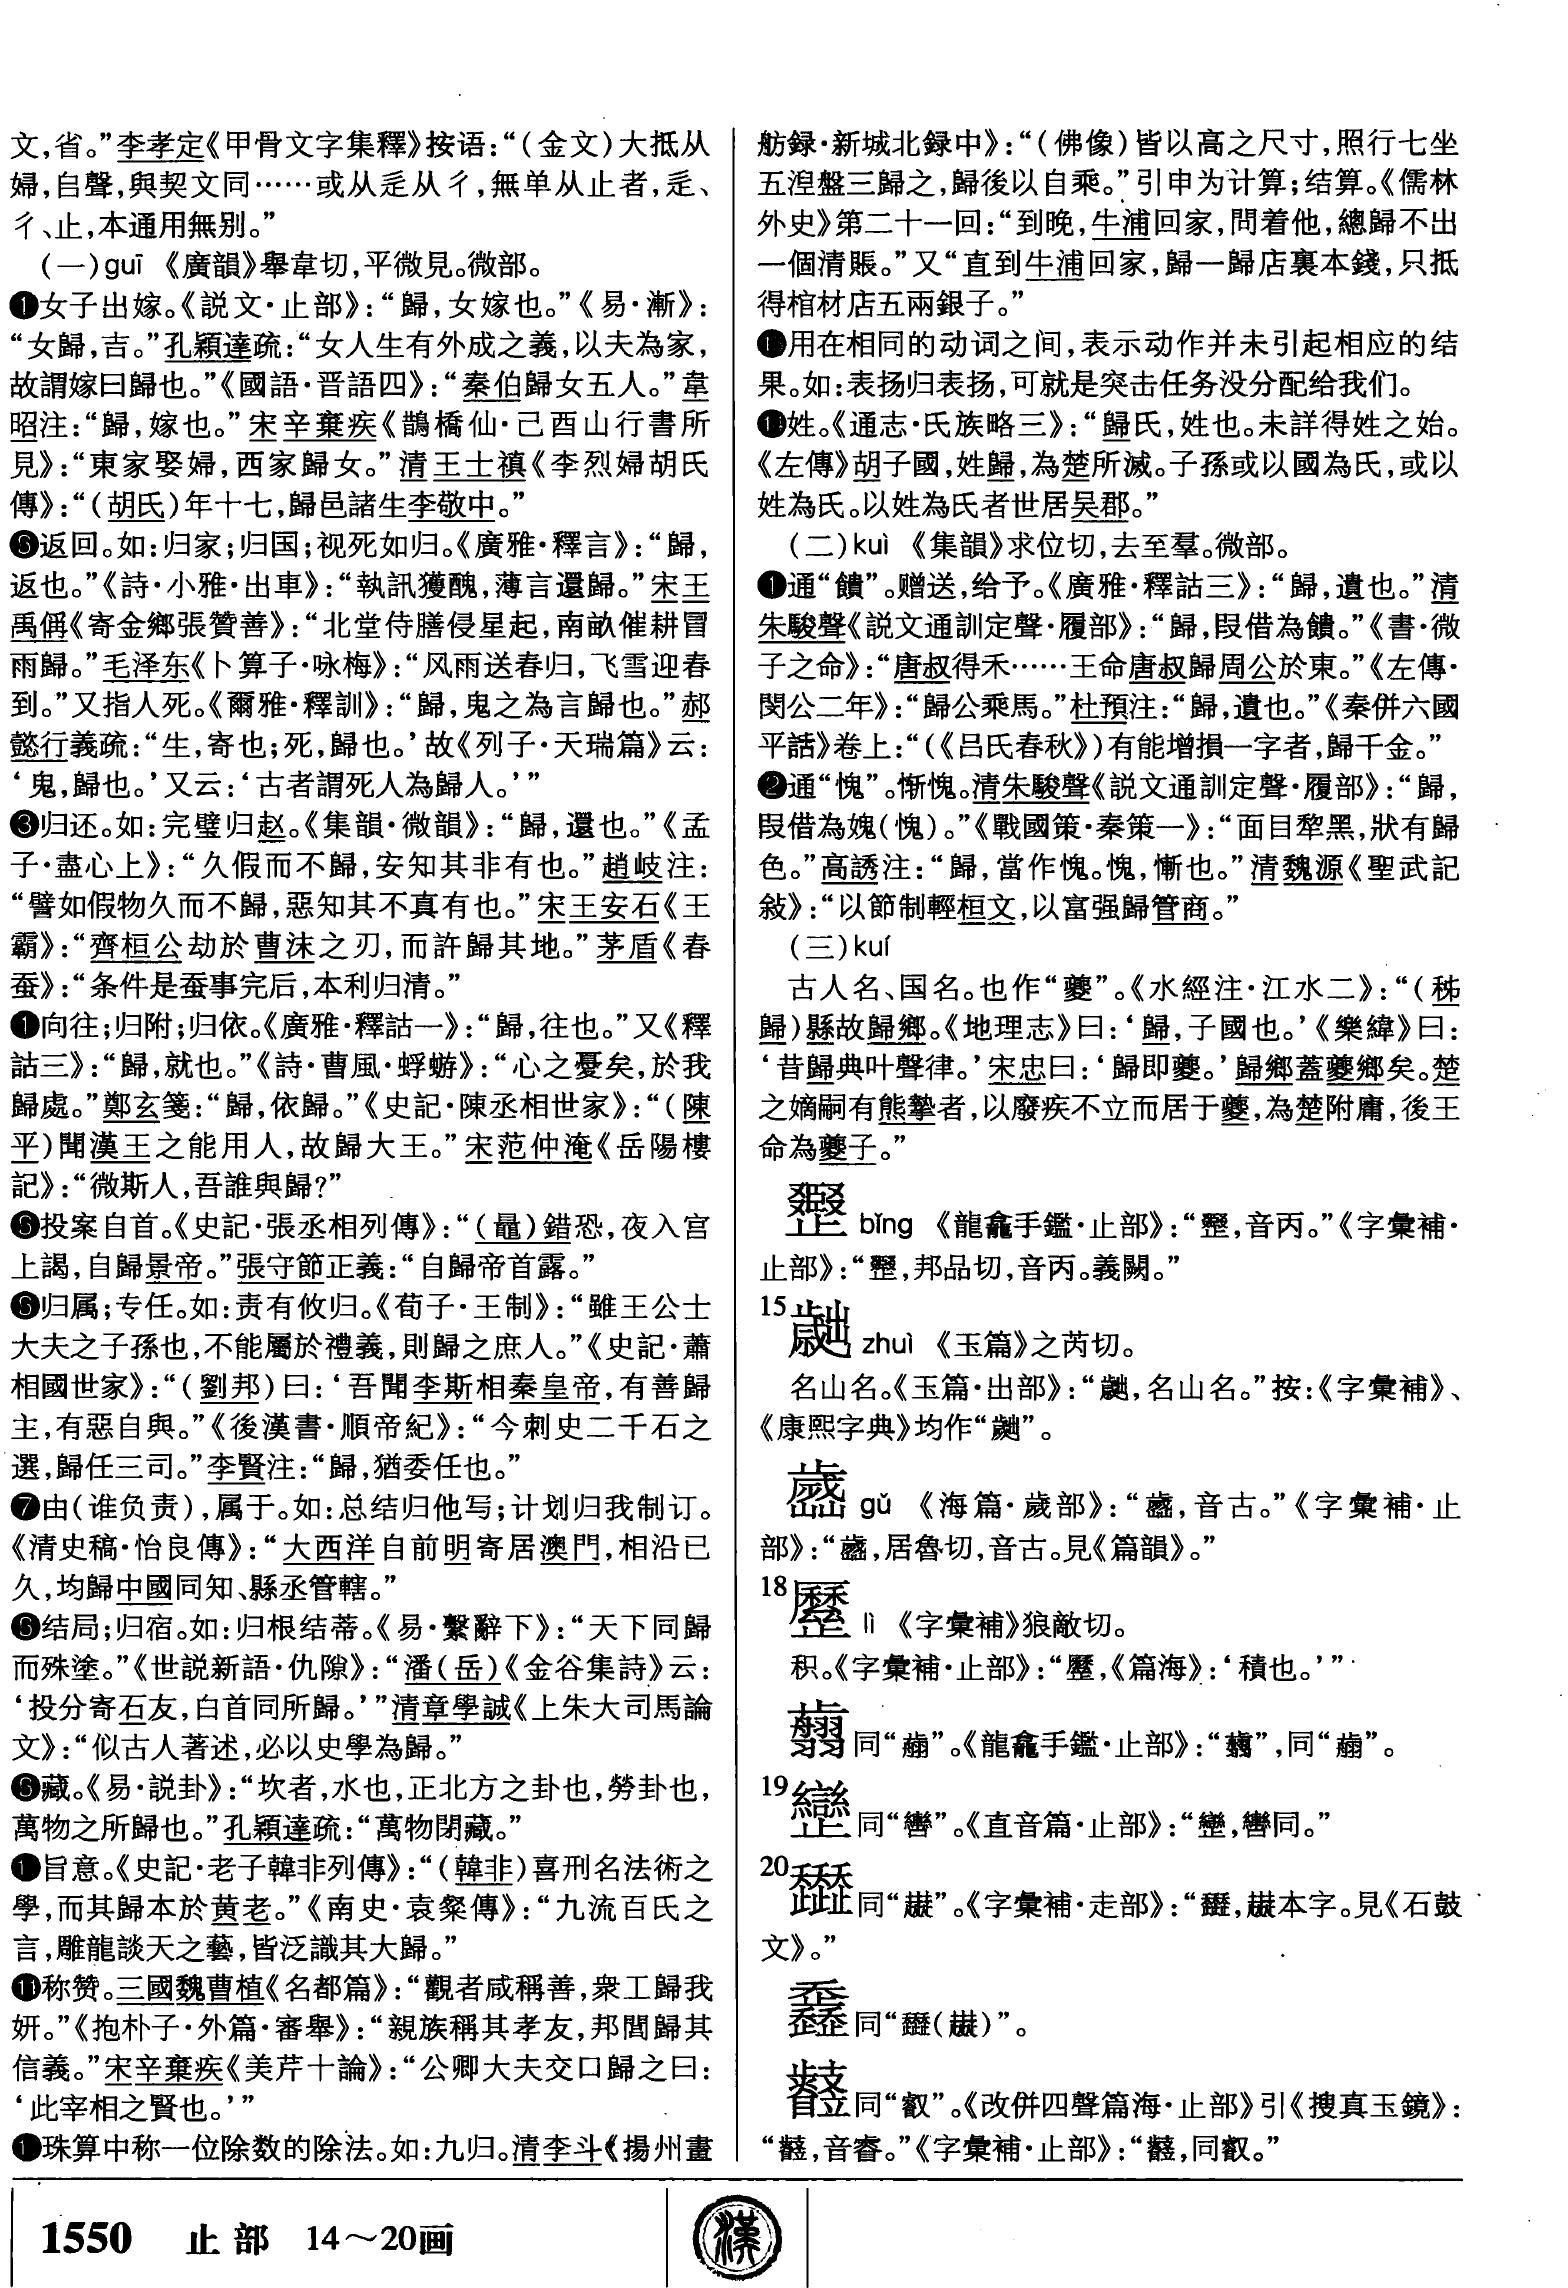 文，省。”李孝定《甲骨文字集釋》按语：“（金文）大抵从
婦，𠂤聲，與契文同……或从辵从彳，無单从止者，辵、
彳、止，本通用無别。”
（一）guī 《廣韻》舉韋切，平微見。微部。
❶女子出嫁。《説文·止部》：“歸，女嫁也。”《易·漸》：
“女歸，吉。”孔穎達疏：“女人生有外成之義，以夫為家，
故謂嫁曰歸也。”《國語·晋語四》：“秦伯歸女五人。”韋
昭注：“歸，嫁也。”宋辛棄疾《鵲橋仙·己酉山行書所
見》：“東家娶婦，西家歸女。”清王士禛《李烈婦胡氏
傳》：“（胡氏）年十七，歸邑諸生李敬中。”
返回。如：归家；归国；视死如归。《廣雅·釋言》：“歸，
返也。”《詩·小雅·出車》：“執訊獲醜，薄言還歸。”宋王
禹偁《寄金鄉張贊善》：“北堂侍膳侵星起，南畝催耕冒
雨歸。”毛泽东《卜算子·咏梅》：“风雨送春归，飞雪迎春
到。”又指人死。《爾雅·釋訓》：“歸，鬼之為言歸也。”郝
懿行義疏：“生，寄也；死，歸也。’故《列子·天瑞篇》云：
‘鬼，歸也。’又云：‘古者謂死人為歸人。’”
❸归还。如：完璧归赵。《集韻·微韻》：“歸，還也。”《孟
子·盡心上》：“久假而不歸，安知其非有也。”趙岐注：
“譬如假物久而不歸，惡知其不真有也。”宋王安石《王
霸》：“齊桓公劫於曹沫之刃，而許歸其地。”茅盾《春
蚕》：“条件是蚕事完后，本利归清。”
❶向往；归附；归依。《廣雅·釋詁一》：“歸，往也。”又《釋
詁三》：“歸，就也。”《詩·曹風·蜉蝣》：“心之憂矣，於我
歸處。”鄭玄箋：“歸，依歸。”《史記·陳丞相世家》：“（陳
平）聞漢王之能用人，故歸大王。”宋范仲淹《岳陽樓
記》：“微斯人，吾誰與歸？”
投案自首。《史記·張丞相列傳》：“（鼂）錯恐，夜入宫
上謁，自歸景帝。”張守節正義：“自歸帝首露。”
归属；专任。如：责有攸归。《荀子·王制》：“雖王公士
大夫之子孫也，不能屬於禮義，則歸之庶人。”《史記·蕭
相國世家》：“（劉邦）曰：‘吾聞李斯相秦皇帝，有善歸
主，有惡自與。”《後漢書·順帝紀》：“今刺史二千石之
選，歸任三司。”李賢注：“歸，猶委任也。”
❼由（谁负责），属于。如：总结归他写；计划归我制订。
《清史稿·怡良傳》：“大西洋自前明寄居澳門，相沿已
久，均歸中國同知、縣丞管轄。”
结局；归宿。如：归根结蒂。《易·繫辭下》：“天下同歸
而殊塗。”《世説新語·仇隙》：“潘（岳）《金谷集詩》云：
‘投分寄石友，白首同所歸。’”清章學誠《上朱大司馬論
文》：“似古人著述，必以史學為歸。”
藏。《易·説卦》：“坎者，水也，正北方之卦也，勞卦也，
萬物之所歸也。”孔穎達疏：“萬物閉藏。”
旨意。《史記·老子韓非列傳》：“（韓非）喜刑名法術之
學，而其歸本於黄老。”《南史·袁粲傳》：“九流百氏之
言，雕龍談天之藝，皆泛識其大歸。”
⓫称赞。三國魏曹植《名都篇》：“觀者咸稱善，衆工歸我
妍。”《抱朴子·外篇·審舉》：“親族稱其孝友，邦閭歸其
信義。”宋辛棄疾《美芹十論》：“公卿大夫交口歸之曰：
‘此宰相之賢也。’”
珠算中称一位除数的除法。如：九归。清李斗《揚州畫
舫録·新城北録中》：“（佛像）皆以高之尺寸，照行七坐
五涅盤三歸之，歸後以自乘。”引申为计算；结算。《儒林
外史》第二十一回：“到晚，牛浦回家，問着他，總歸不出
一個清賬。”又“直到牛浦回家，歸一歸店裏本錢，只抵
得棺材店五兩銀子。”
用在相同的动词之间，表示动作并未引起相应的结
果。如：表扬归表扬，可就是突击任务没分配给我们。
姓。《通志·氏族略三》：“歸氏，姓也。未詳得姓之始。
《左傳》胡子國，姓歸，為楚所滅。子孫或以國為氏，或以
姓為氏。以姓為氏者世居吴郡。”
（二）kuì 《集韻》求位切，去至羣。微部。
❶通“饋”。赠送，给予。《廣雅·釋詁三》：“歸，遺也。”清
朱駿聲《説文通訓定聲·履部》：“歸，叚借為饋。”《書·微
子之命》：“唐叔得禾……王命唐叔歸周公於東。”《左傳·
閔公二年》：“歸公乘馬。”杜預注：“歸，遺也。”《秦併六國
平話》卷上：“（《吕氏春秋》）有能增損一字者，歸千金。”
❷通“愧”。惭愧。清朱駿聲《説文通訓定聲·履部》：“歸，
叚借為媿（愧）。”《戰國策·秦策一》：“面目犂黑，狀有歸
色。”高誘注：“歸，當作愧。愧，慚也。”清魏源《聖武記
敍》：“以節制輕桓文，以富强歸管商。”
（三）kuí
古人名、国名。也作“夔”。《水經注·江水二》：“（秭
歸）縣故歸鄉。《地理志》曰：‘歸，子國也。’《樂緯》曰：
‘昔歸典叶聲律。’宋忠曰：‘歸即夔。’歸鄉蓋夔鄉矣。楚
之嫡嗣有熊摯者，以廢疾不立而居于夔，為楚附庸，後王
命為夔子。”
bǐng 《龍龕手鑑·止部》：“，音丙。”《字彙補·
止部》：“，邦品切，音丙。義闕。”
15 zhuì 《玉篇》之芮切。
名山名。《玉篇·出部》：“，名山名。”按：《字彙補》、
《康熙字典》均作“”。
gǔ 《海篇·歲部》：“，音古。”《字彙補·止
部》：“，居魯切，音古。見《篇韻》。”
18 lì 《字彙補》狼敵切。
积。《字彙補·止部》：“，《篇海》：‘積也。’”
同“”。《龍龕手鑑·止部》：“”，同“”。
19 同“”。《直音篇·止部》：“，同。”
20 同“”。《字彙補·走部》：“，本字。見《石鼓
文》。”
同“（）”。
同“叡”。《改併四聲篇海·止部》引《搜真玉鏡》：
“，音睿。”《字彙補·止部》：“，同叡。”
1550 止部 14～20画
漢